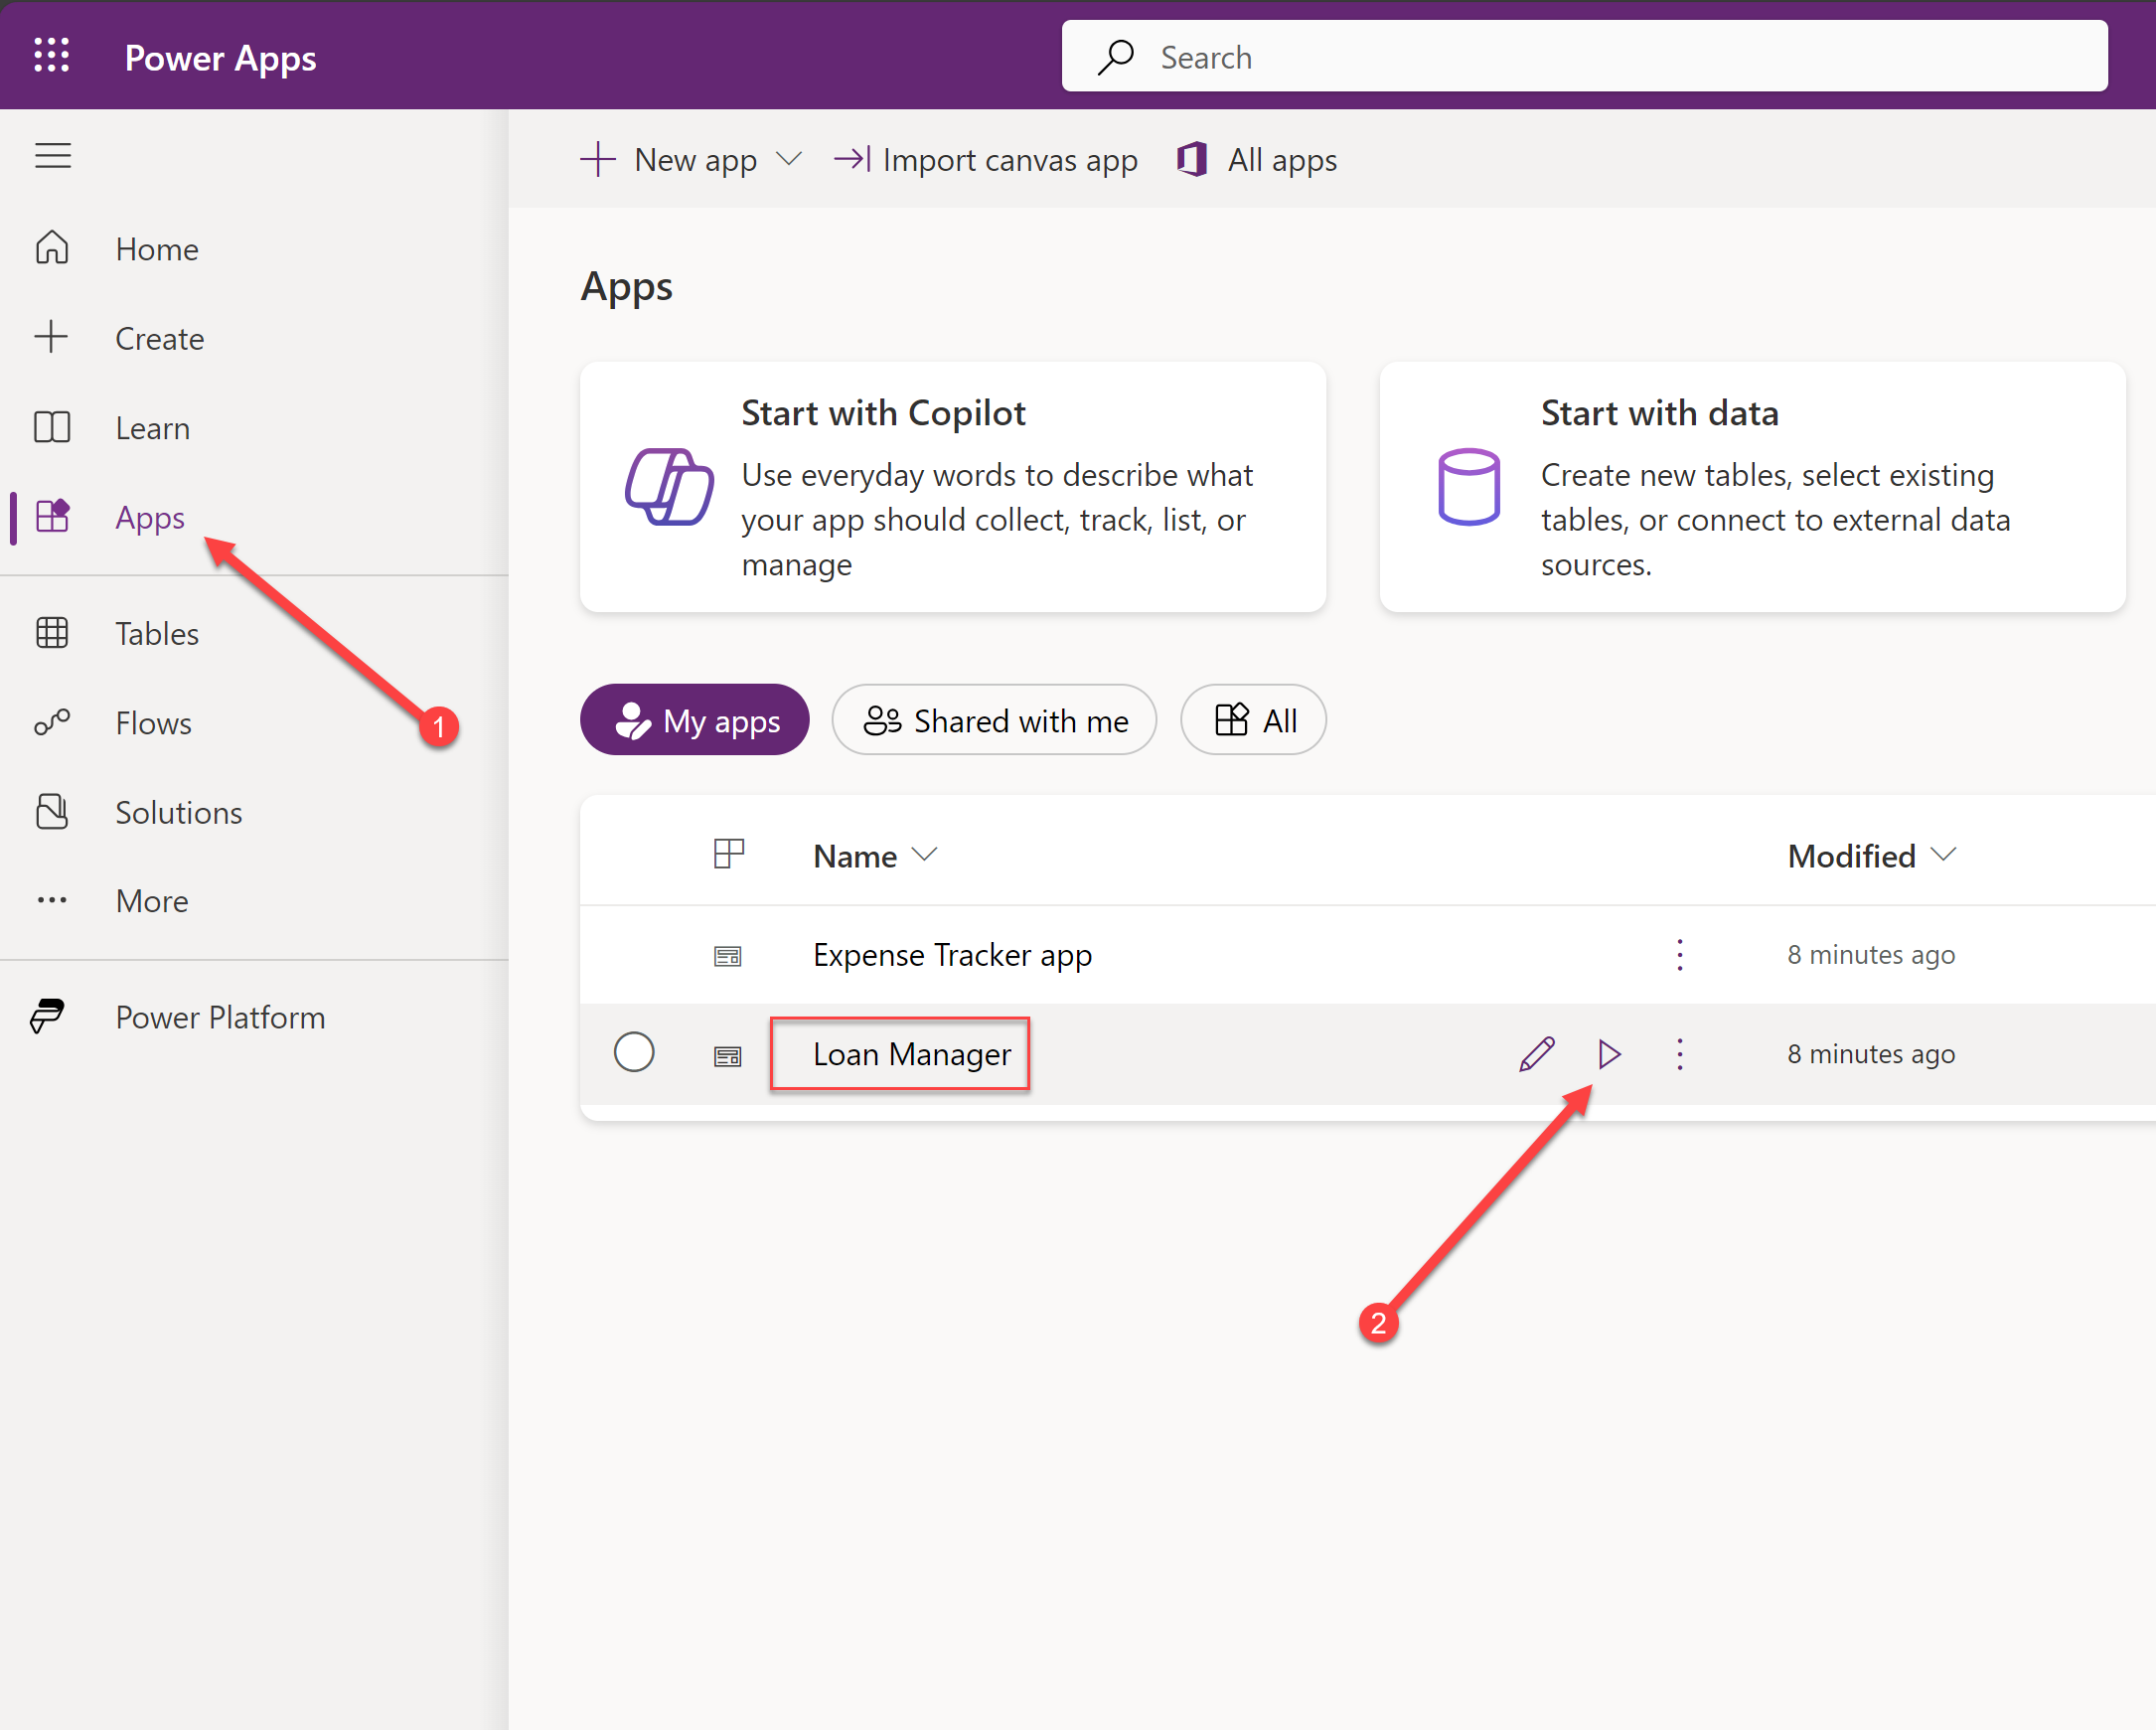 Power Apps
Search
New app
Import canvas app
All apps
Home
Create
Learn
Apps
Tables
Flows
Solutions
More
Power Platform
1
Apps
Start with Copilot
Use everyday words to describe what
your app should collect, track, list, or
manage
Start with data
Create new tables, select existing
tables, or connect to external data
sources.
My apps
Shared with me
All
Name
Modified
Expense Tracker app
8 minutes ago
Loan Manager
8 minutes ago
2